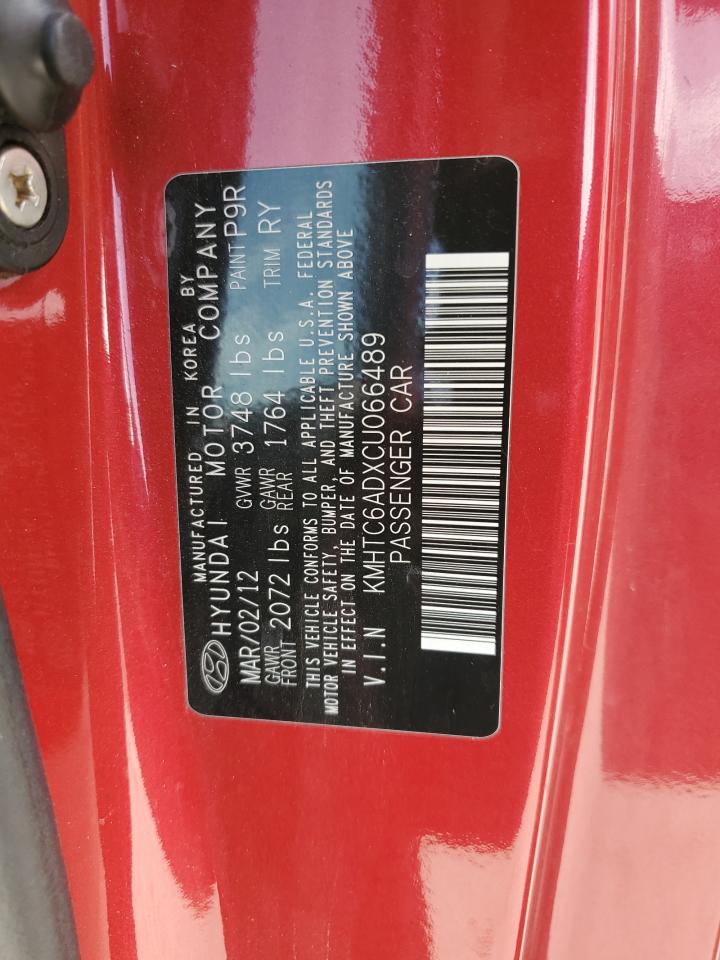 MANUFACTURED IN KOREA BY
HYUNDAI MOTOR COMPANY
MAR/02/12 GVWR 3748 lbs PAINT P9R
GAWR FRONT 2072 lbs GAWR REAR 1764 lbs TRIM RY
THIS VEHICLE CONFORMS TO ALL APPLICABLE U.S.A. FEDERAL
MOTOR VEHICLE SAFETY, BUMPER, AND THEFT PREVENTION STANDARDS
IN EFFECT ON THE DATE OF MANUFACTURE SHOWN ABOVE
V.I.N KMHTC6ADXCU066489
PASSENGER CAR